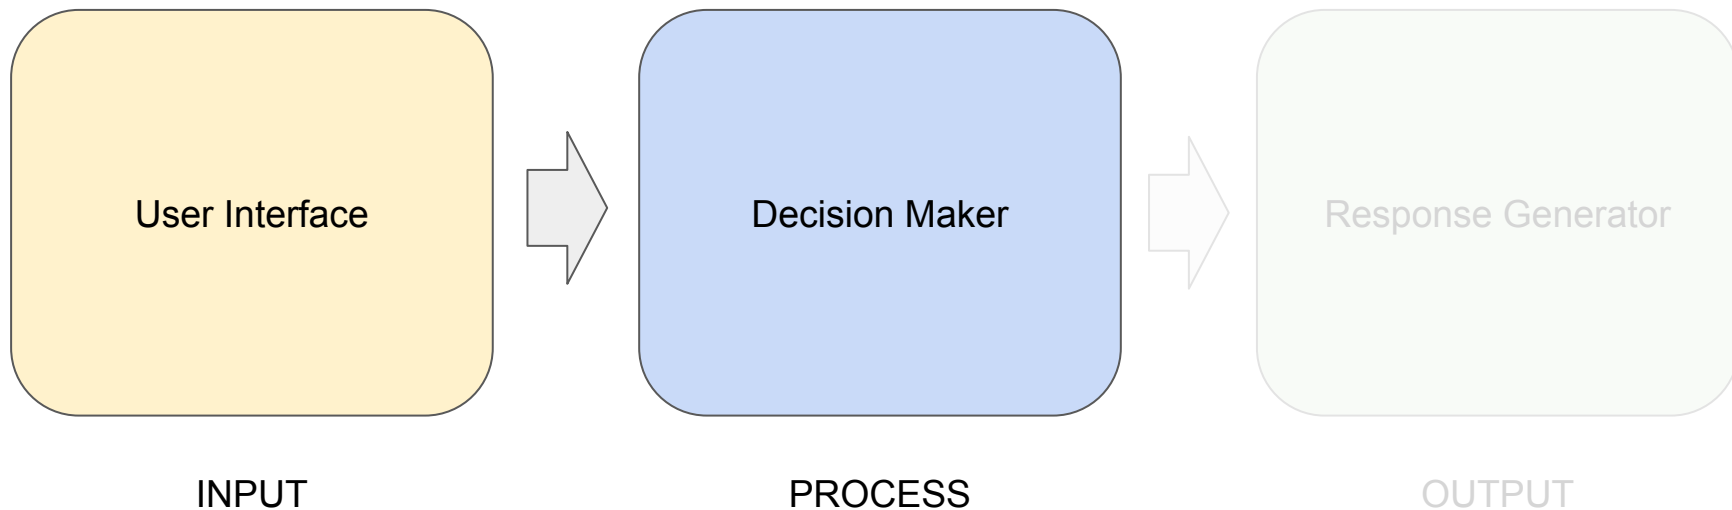 User Interface
Decision Maker
Response Generator
INPUT
PROCESS
OUTPUT